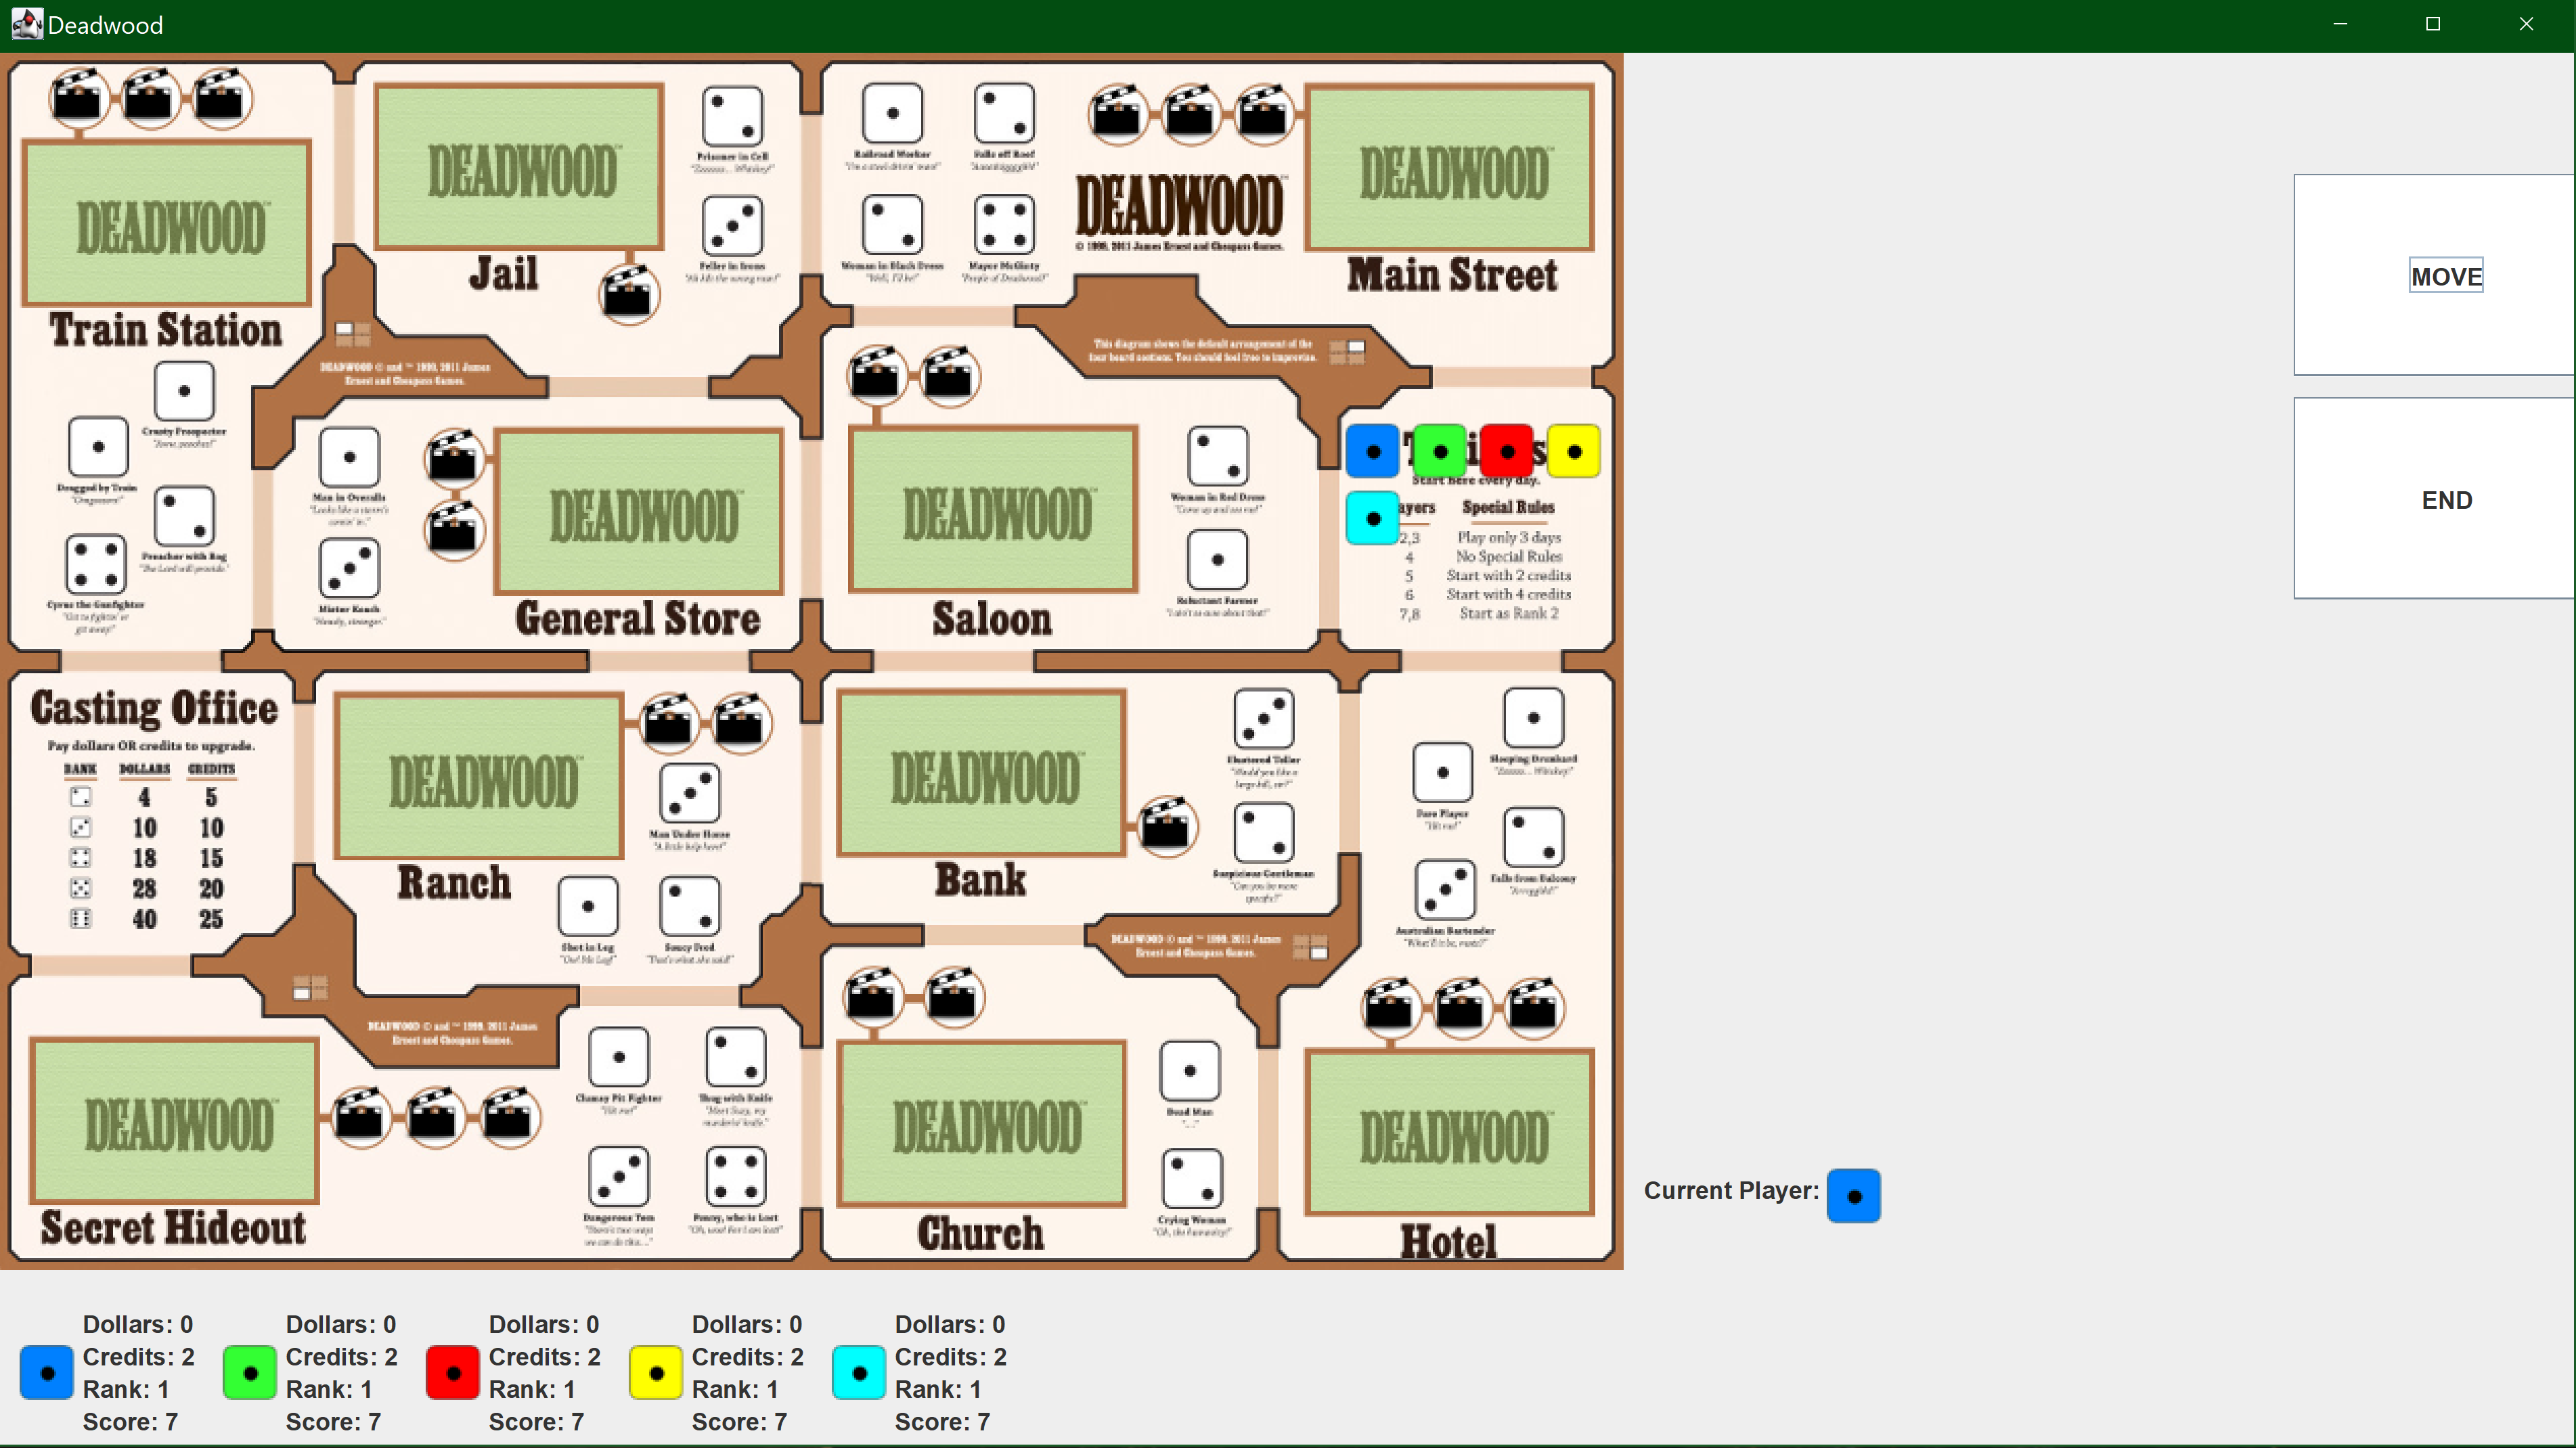 Deadwood
DEADWOOD
Train Station
Crusty Prospector
"Aww, peaches!"
Dragged by Train
"Omgeeeers!"
Preacher with Bag
"The Lord will provide."
Cyrus the Gunfighter
"Git to fightin' or
git away!"
DEADWOOD
Jail
Prisoner in Cell
"Zzzzzzz... Whiskey!"
Feller in Irons
"Ah kilt the wrong man!"
DEADWOOD © and ™ 1999, 2011 James
Ernest and Cheapass Games.
Railroad Worker
"I'm a steel-drivin' man!"
Falls off Roof
Woman in Black Dress
"Well, I'll be!"
Mayor McGinty
"People of Deadwood!"
DEADWOOD™
© 1999, 2011 James Ernest and Cheapass Games.
DEADWOOD
Main Street
This diagram shows the default arrangement of the
four board sections. You should feel free to improvise.
Man in Overalls
"Looks like a storm's
comin' in."
Mister Keach
"Howdy, stranger."
DEADWOOD
General Store
DEADWOOD
Saloon
Woman in Red Dress
"Come up and see me!"
Reluctant Farmer
"I ain't so sure about that!"
Start here every day.
ayers Special Rules
2,3 Play only 3 days
4 No Special Rules
5 Start with 2 credits
6 Start with 4 credits
7,8 Start as Rank 2
MOVE
END
Casting Office
Pay dollars OR credits to upgrade.
RANK DOLLARS CREDITS
4 5
10 10
18 15
28 20
40 25
DEADWOOD
Ranch
Man Under Horse
"A little help here!"
Shot in Leg
"Ow! Me Leg!"
Saucy Fred
"That's what she said!"
DEADWOOD © and ™ 1999, 2011 James
Ernest and Cheapass Games.
DEADWOOD
Bank
Flustered Teller
"Would you like a
large bill, sir?"
Suspicious Gentleman
"Can you be more
specific?"
DEADWOOD © and ™ 1999, 2011 James
Ernest and Cheapass Games.
Sleeping Drunkard
"Zzzzzzz... Whiskey!"
Faro Player
"Hit me!"
Falls from Balcony
"Arrrgghh!!"
Australian Bartender
"What'll it be, mate?"
DEADWOOD
Secret Hideout
Clumsy Pit Fighter
"Hit me!"
Thug with Knife
"Meet Suzy, my
murderin' knife."
Dangerous Tom
"There's two ways
we can do this..."
Penny, who is Lost
"Oh, woe! For I am lost!"
DEADWOOD
Church
Dead Man
"..."
Crying Woman
"Oh, the humanity!"
DEADWOOD
Hotel
Current Player:
Dollars: 0
Credits: 2
Rank: 1
Score: 7
Dollars: 0
Credits: 2
Rank: 1
Score: 7
Dollars: 0
Credits: 2
Rank: 1
Score: 7
Dollars: 0
Credits: 2
Rank: 1
Score: 7
Dollars: 0
Credits: 2
Rank: 1
Score: 7